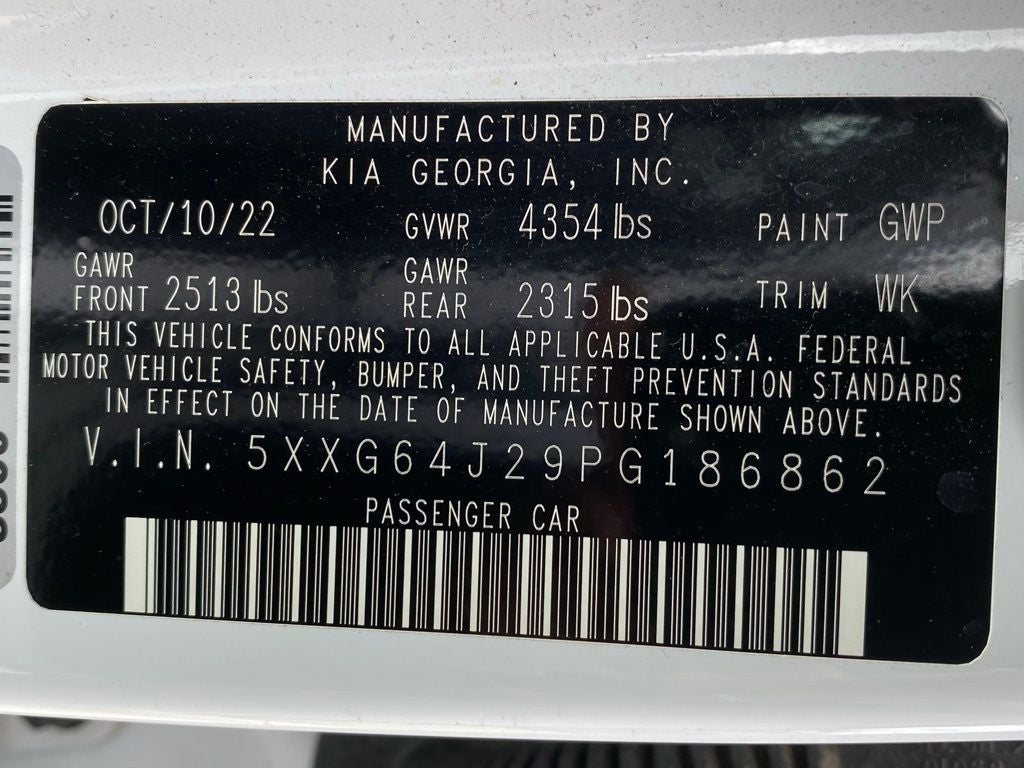 MANUFACTURED BY
KIA GEORGIA, INC.
OCT/10/22 GVWR 4354 lbs PAINT GWP
GAWR FRONT 2513 lbs GAWR REAR 2315 lbs TRIM WK
THIS VEHICLE CONFORMS TO ALL APPLICABLE U.S.A. FEDERAL
MOTOR VEHICLE SAFETY, BUMPER, AND THEFT PREVENTION STANDARDS
IN EFFECT ON THE DATE OF MANUFACTURE SHOWN ABOVE.
V.I.N. 5XXG64J29PG186862
PASSENGER CAR